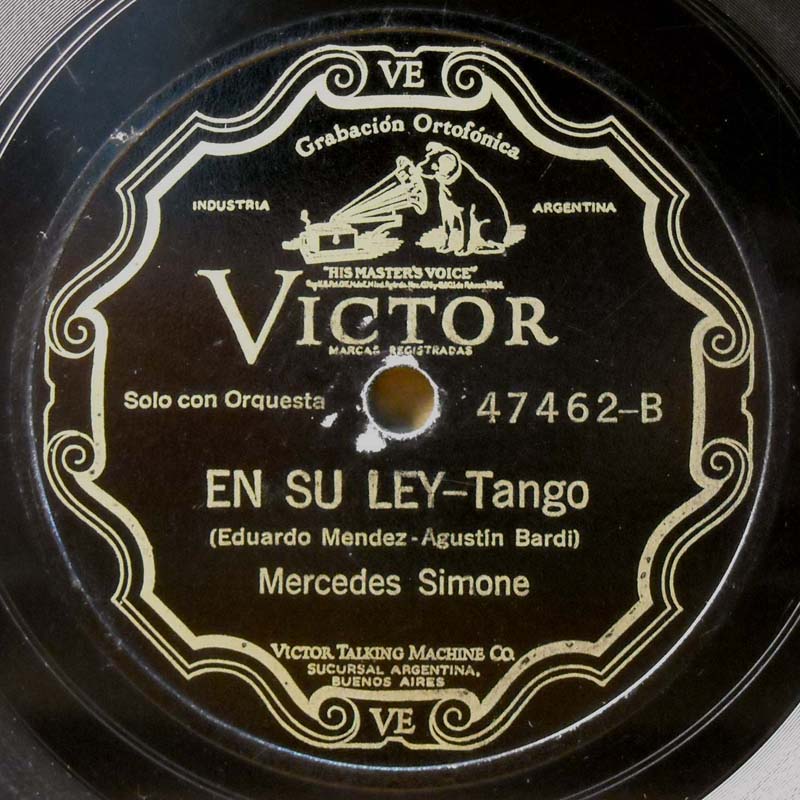 VE
Grabación Ortofónica
INDUSTRIA ARGENTINA
"HIS MASTER'S VOICE"
VICTOR
MARCAS REGISTRADAS
Solo con Orquesta 47462-B
EN SU LEY-Tango
(Eduardo Mendez-Agustín Bardi)
Mercedes Simone
VICTOR TALKING MACHINE CO.
SUCURSAL ARGENTINA,
BUENOS AIRES
VE